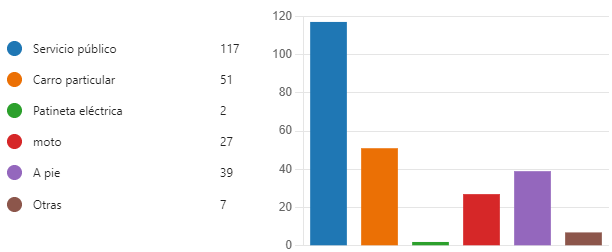 Servicio público 117
Carro particular 51
Patineta eléctrica 2
moto 27
A pie 39
Otras 7
120
100
80
60
40
20
0